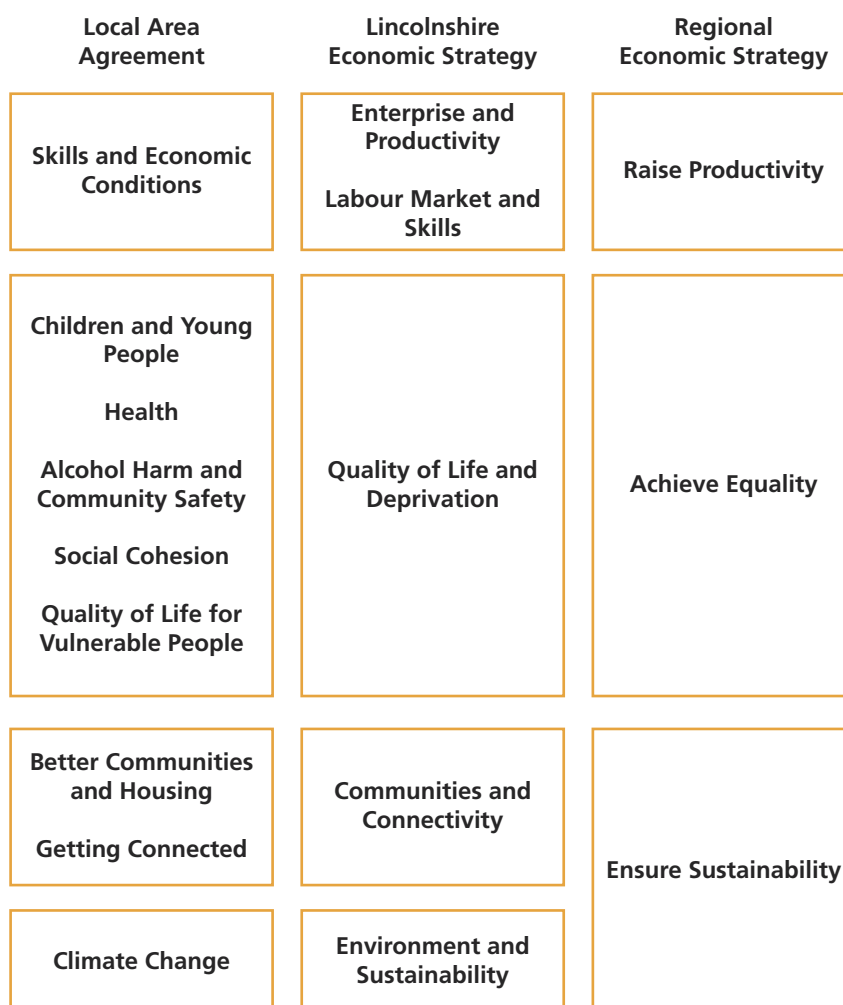 Local Area
Agreement
Lincolnshire
Economic Strategy
Regional
Economic Strategy
Skills and Economic
Conditions
Enterprise and
Productivity
Labour Market and
Skills
Raise Productivity
Children and Young
People
Health
Alcohol Harm and
Community Safety
Social Cohesion
Quality of Life for
Vulnerable People
Quality of Life and
Deprivation
Achieve Equality
Better Communities
and Housing
Getting Connected
Communities and
Connectivity
Ensure Sustainability
Climate Change
Environment and
Sustainability